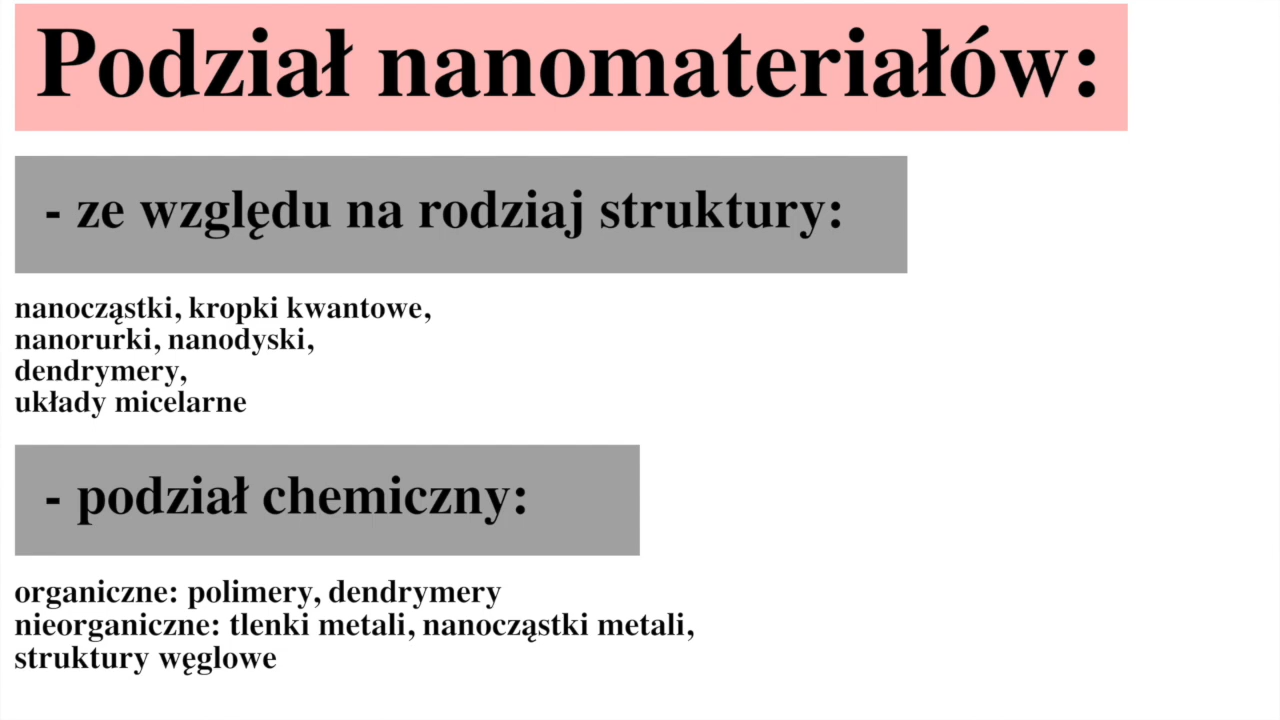 Podział nanomateriałów:
- ze względu na rodziaj struktury:
nanocząstki, kropki kwantowe,
nanorurki, nanodyski,
dendrymery,
układy micelarne
- podział chemiczny:
organiczne: polimery, dendrymery
nieorganiczne: tlenki metali, nanocząstki metali,
struktury węglowe